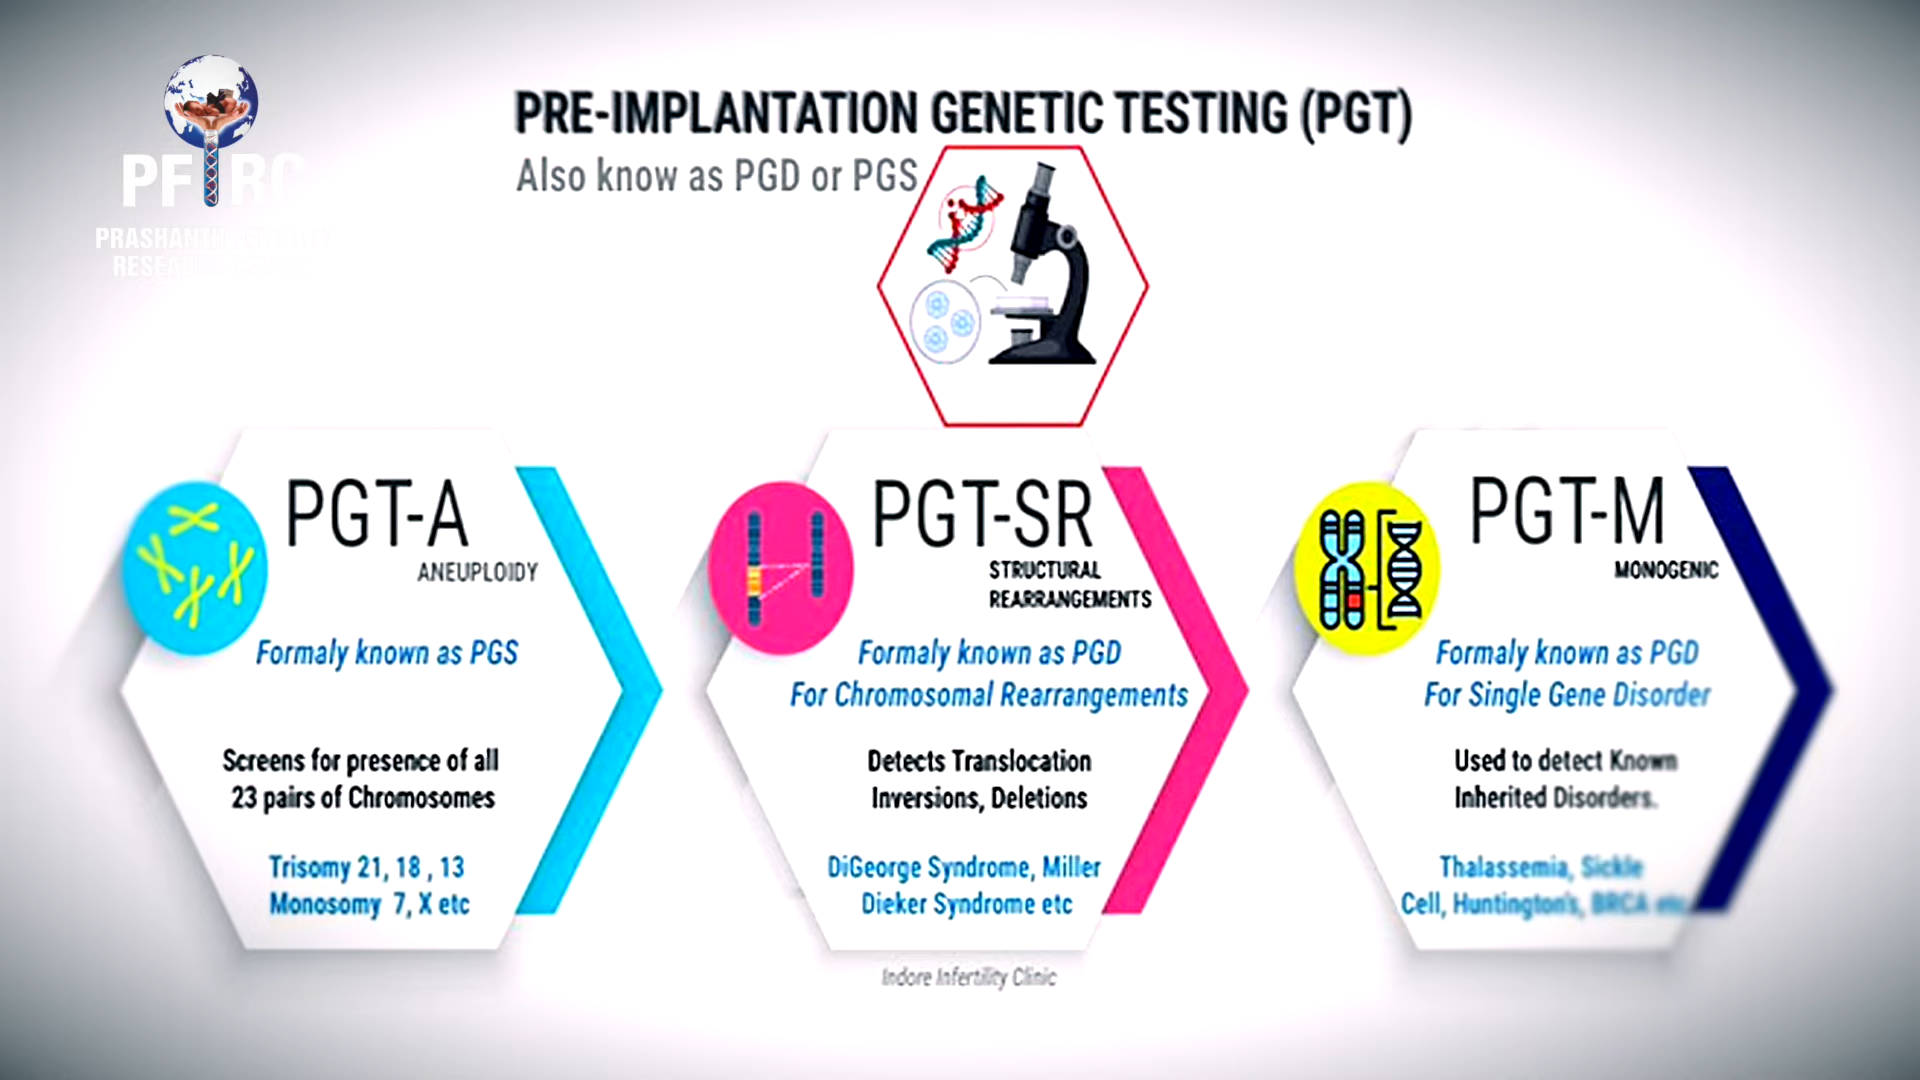 PRE-IMPLANTATION GENETIC TESTING (PGT)
Also know as PGD or PGS
PF RC
PRASHANTH
PGT-A
ANEUPLOIDY
Formaly known as PGS
Screens for presence of all
23 pairs of Chromosomes
Trisomy 21, 18 , 13
Monosomy 7, X etc
PGT-SR
STRUCTURAL
REARRANGEMENTS
Formaly known as PGD
For Chromosomal Rearrangements
Detects Translocation
Inversions, Deletions
DiGeorge Syndrome, Miller
Dieker Syndrome etc
PGT-M
MONOGENIC
Formaly known as PGD
For Single Gene Disorder
Used to detect Known
Inherited Disorders.
Thalassemia, Sickle
Cell, Huntington's, BRCA etc
Indore Infertility Clinic